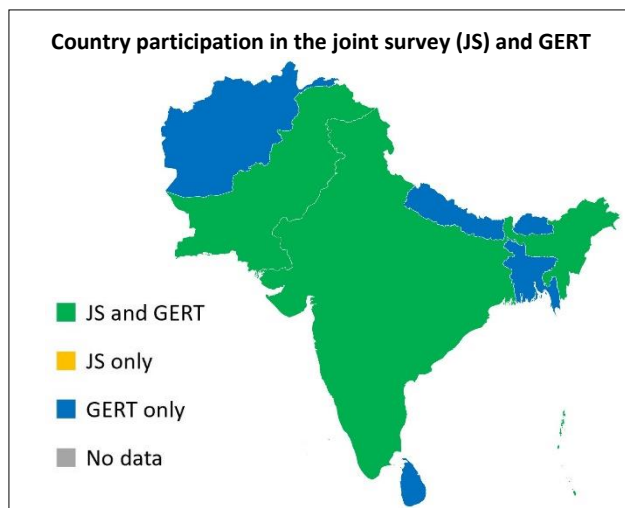 Country participation in the joint survey (JS) and GERT
JS and GERT
JS only
GERT only
No data